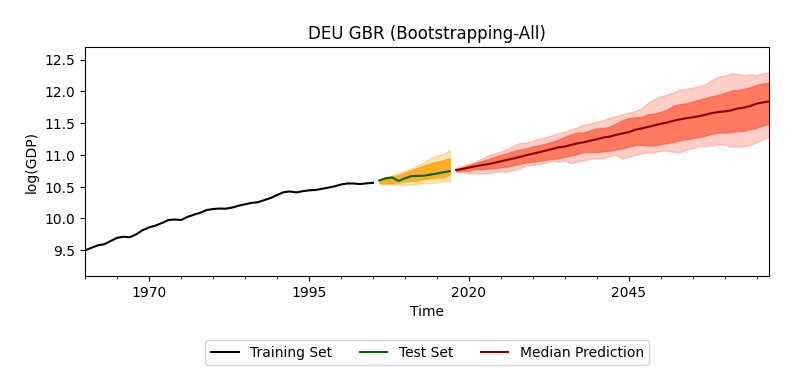 DEU GBR (Bootstrapping-All)
log(GDP)
12.5
12.0
11.5
11.0
10.5
10.0
9.5
1970 1995 2020 2045
Time
Training Set Test Set Median Prediction